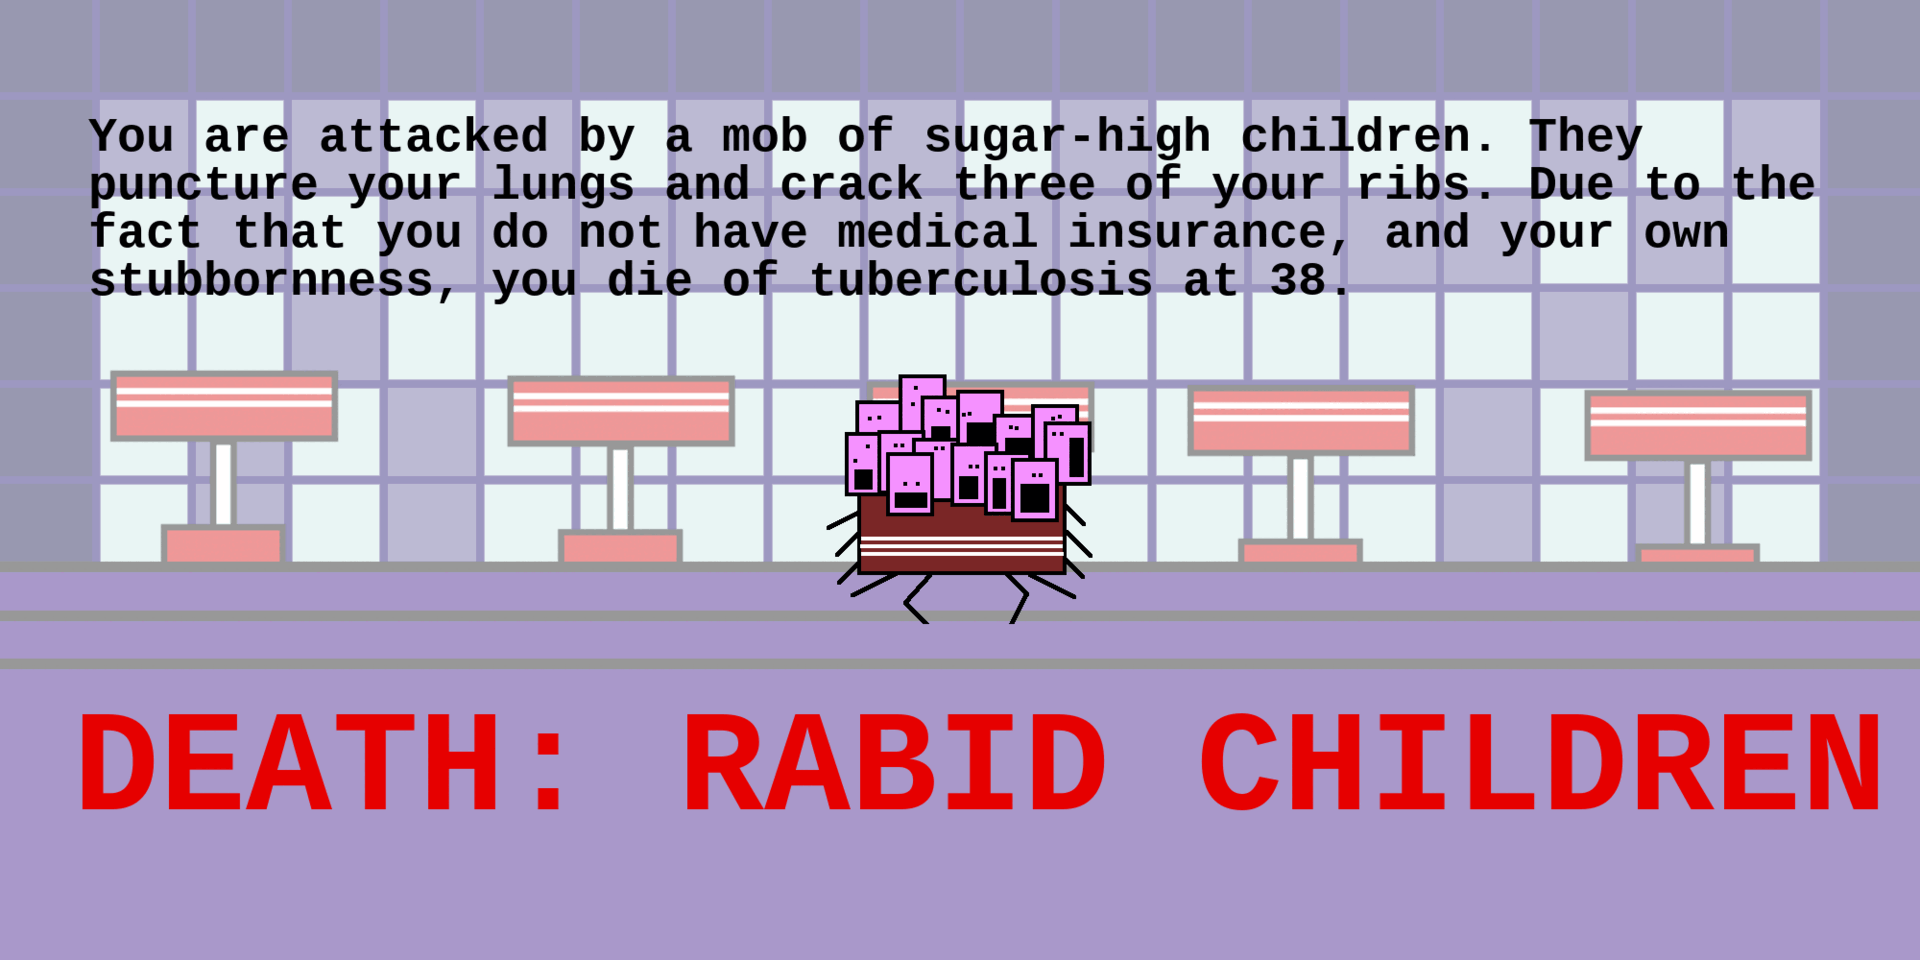 You are attacked by a mob of sugar-high children. They
puncture your lungs and crack three of your ribs. Due to the
fact that you do not have medical insurance, and your own
stubbornness, you die of tuberculosis at 38.
DEATH: RABID CHILDREN